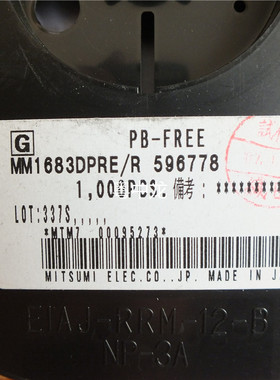 G PB-FREE
MM1683DPRE/R 596778
1,000PCS. 備考: *********
LOT:337S,,,,,
*MTM7 00095273*
MITSUMI ELEC.CO.,JP. MADE IN J
EIAJ-RRM-12-B
NP-3A